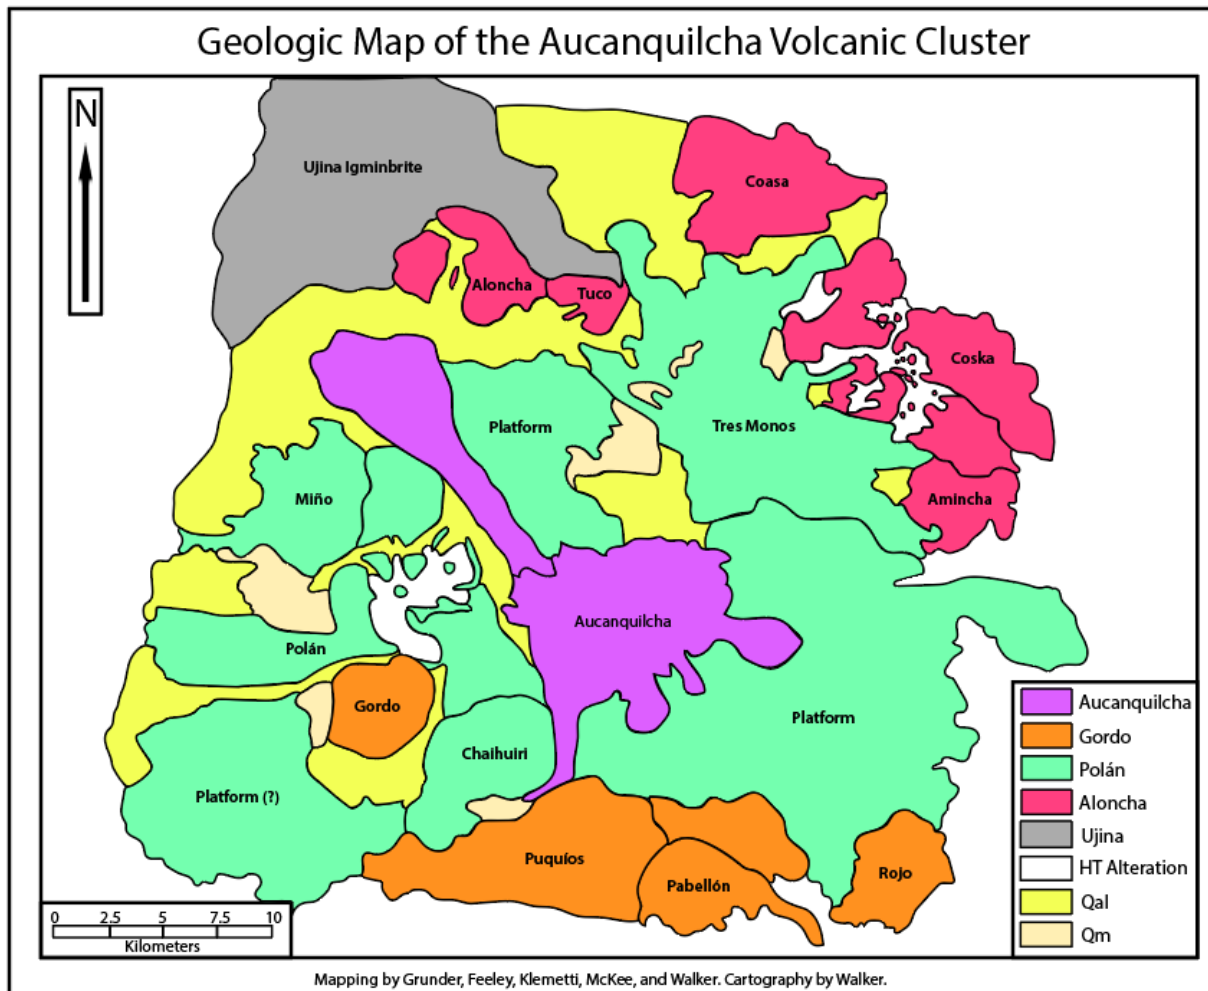 Geologic Map of the Aucanquilcha Volcanic Cluster
N
Ujina Igminbrite
Coasa
Aloncha
Tuco
Coska
Platform
Tres Monos
Miño
Amincha
Aucanquilcha
Polán
Gordo
Platform
Chaihuiri
Platform (?)
Puquíos
Pabellón
Rojo
Aucanquilcha
Gordo
Polán
Aloncha
Ujina
HT Alteration
Qal
Qm
0 2.5 5 7.5 10
Kilometers
Mapping by Grunder, Feeley, Klemetti, McKee, and Walker. Cartography by Walker.